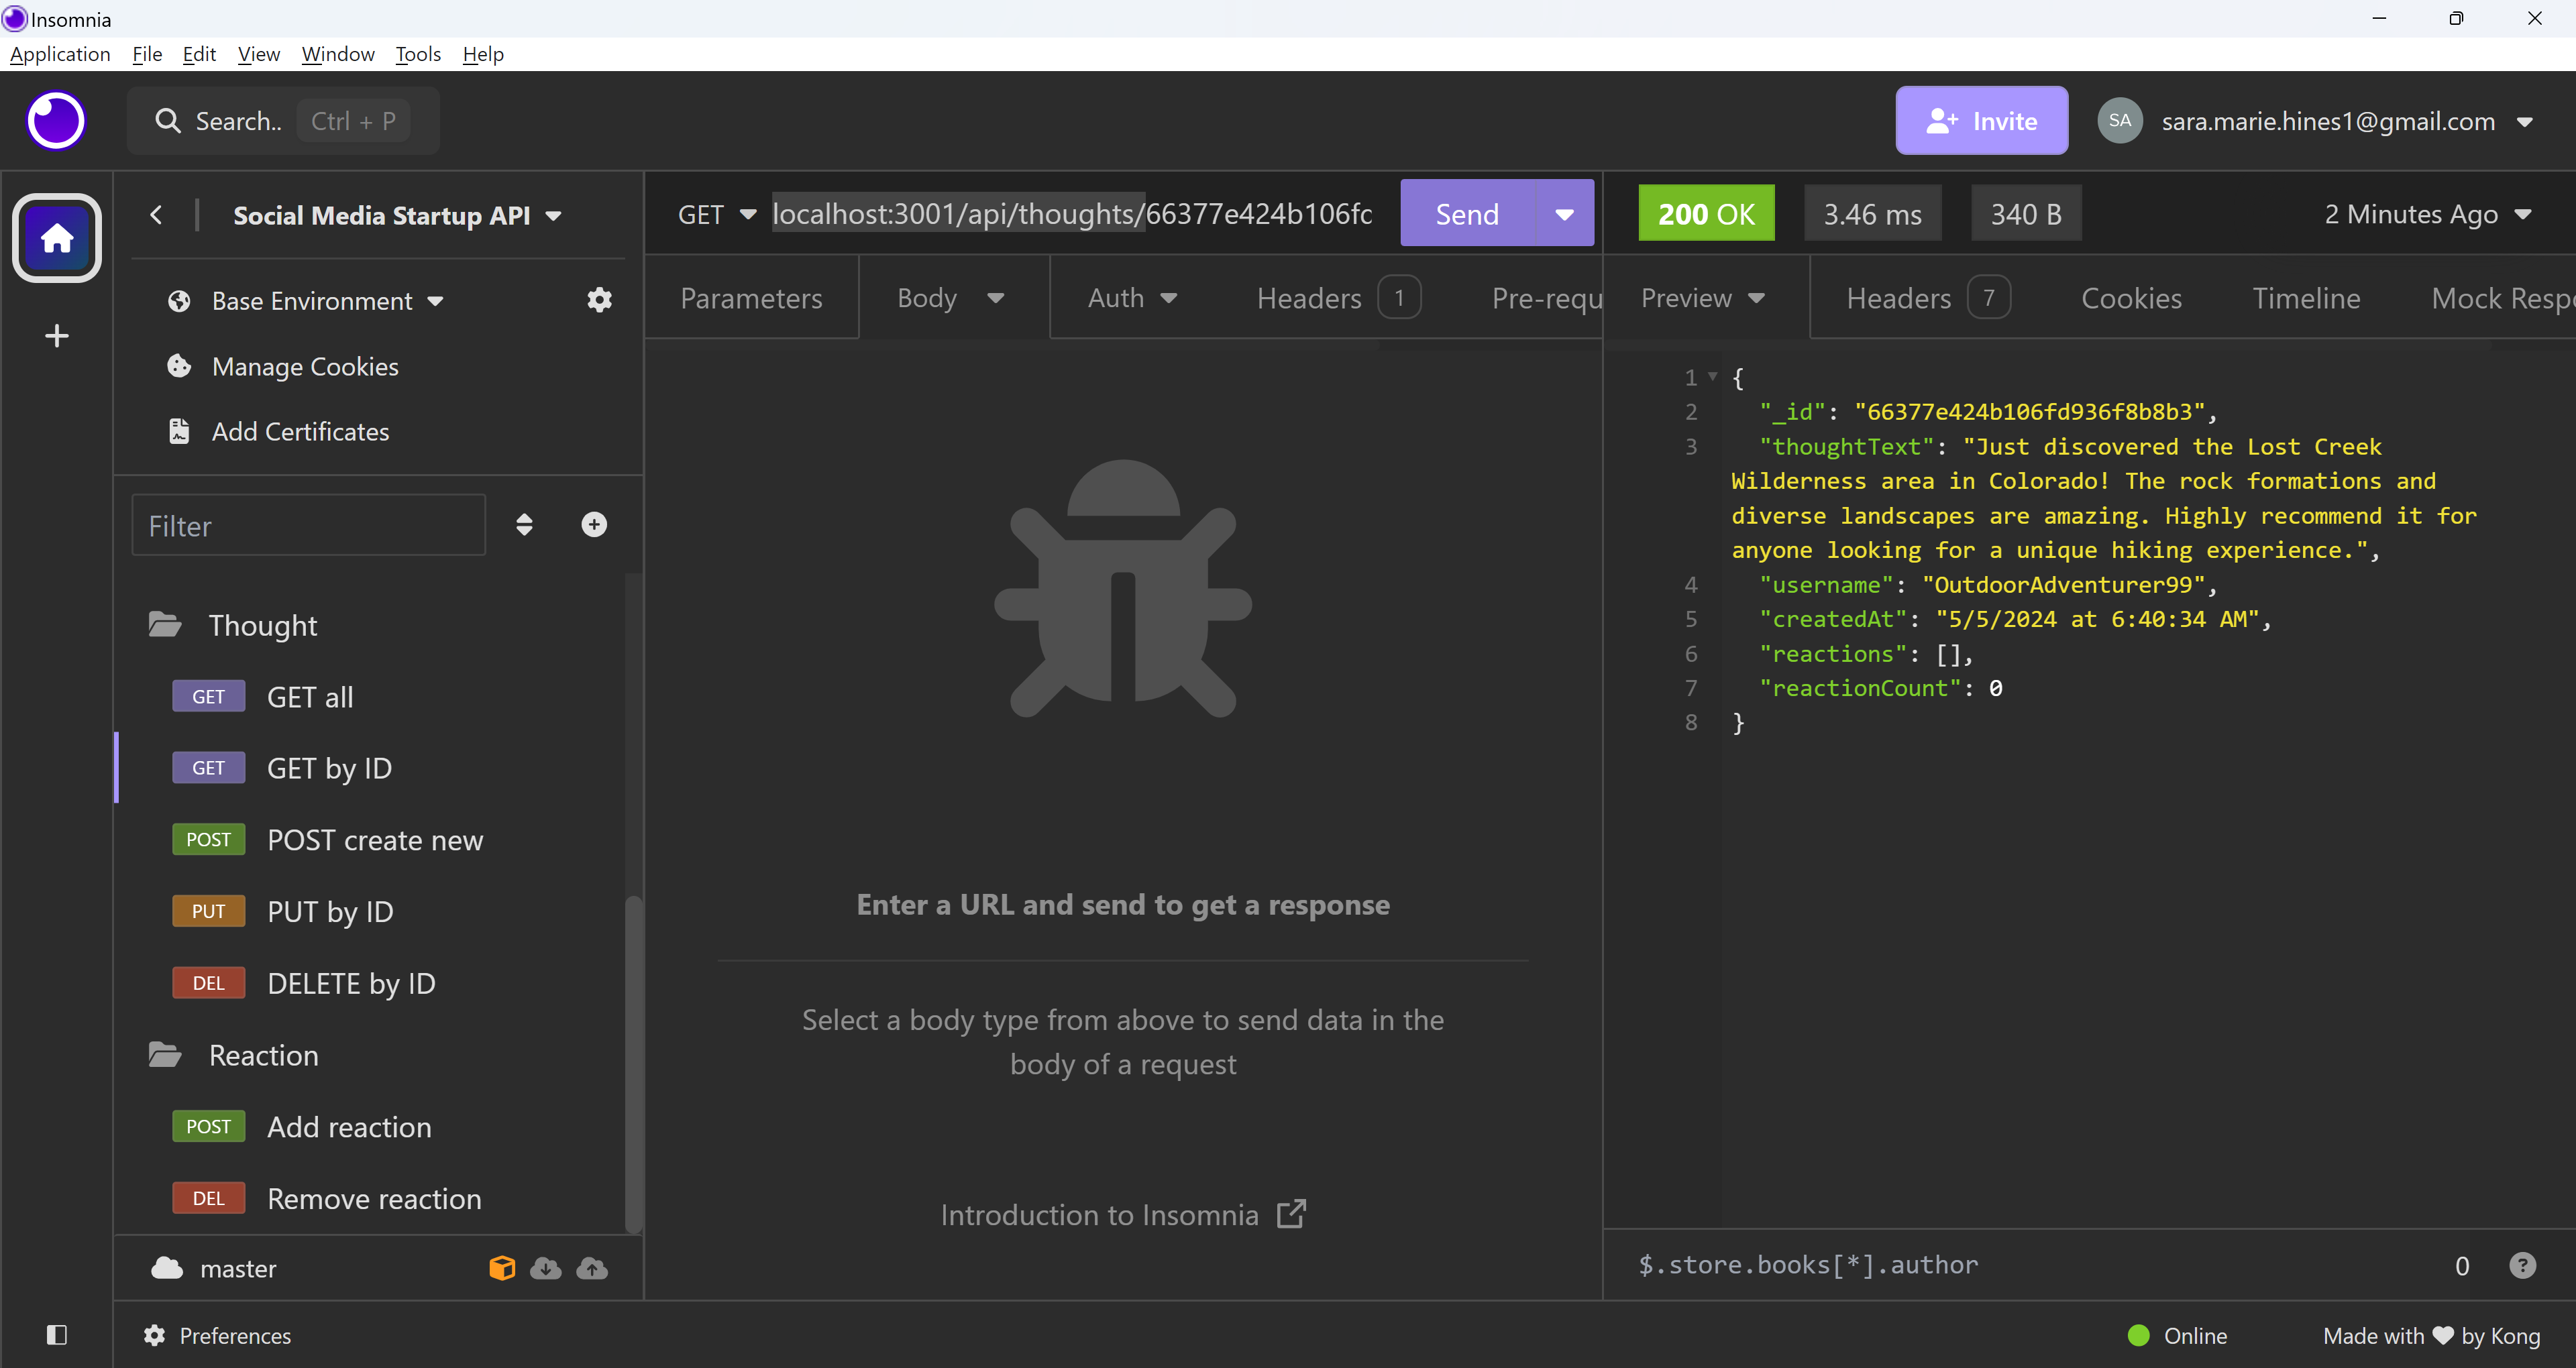 Insomnia
Application File Edit View Window Tools Help
Search.. Ctrl + P
Invite
SA
sara.marie.hines1@gmail.com
Social Media Startup API
Base Environment
Manage Cookies
Add Certificates
Filter
Thought
GET GET all
GET GET by ID
POST POST create new
PUT PUT by ID
DEL DELETE by ID
Reaction
POST Add reaction
DEL Remove reaction
master
Preferences
GET localhost:3001/api/thoughts/66377e424b106fc
Send
Parameters Body Auth Headers 1 Pre-requ
Enter a URL and send to get a response
Select a body type from above to send data in the
body of a request
Introduction to Insomnia
200 OK 3.46 ms 340 B 2 Minutes Ago
Preview Headers 7 Cookies Timeline Mock Resp
1 {
2 "_id": "66377e424b106fd936f8b8b3",
3 "thoughtText": "Just discovered the Lost Creek
Wilderness area in Colorado! The rock formations and
diverse landscapes are amazing. Highly recommend it for
anyone looking for a unique hiking experience.",
4 "username": "OutdoorAdventurer99",
5 "createdAt": "5/5/2024 at 6:40:34 AM",
6 "reactions": [],
7 "reactionCount": 0
8 }
$.store.books[*].author 0 ?
Online
Made with ♥ by Kong